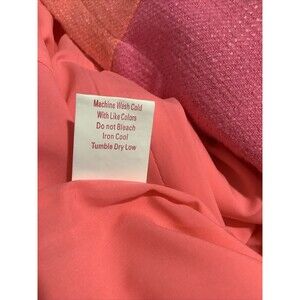 Machine Wash Cold
With Like Colors
Do not Bleach
Iron Cool
Tumble Dry Low